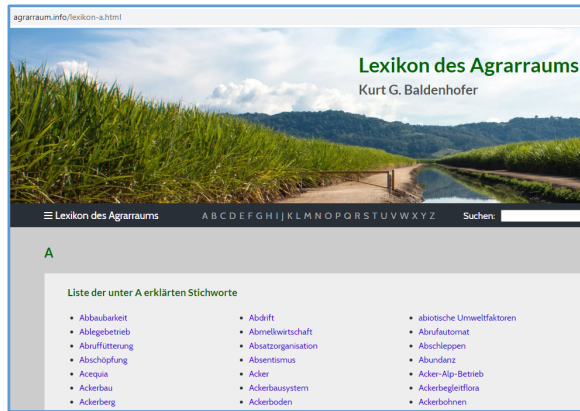 agrarraum.info/lexikon-a.html
Lexikon des Agrarraums
Kurt G. Baldenhofer
☰ Lexikon des Agrarraums A B C D E F G H I J K L M N O P Q R S T U V W X Y Z Suchen:
A
Liste der unter A erklärten Stichworte
• Abbaubarkeit • Abdrift • abiotische Umweltfaktoren
• Ablegebetrieb • Abmelkwirtschaft • Abrufautomat
• Abruffütterung • Absatzorganisation • Abschleppen
• Abschöpfung • Absentismus • Abundanz
• Acequia • Acker • Acker-Alp-Betrieb
• Ackerbau • Ackerbausystem • Ackerbegleitflora
• Ackerberg • Ackerboden • Ackerbohnen